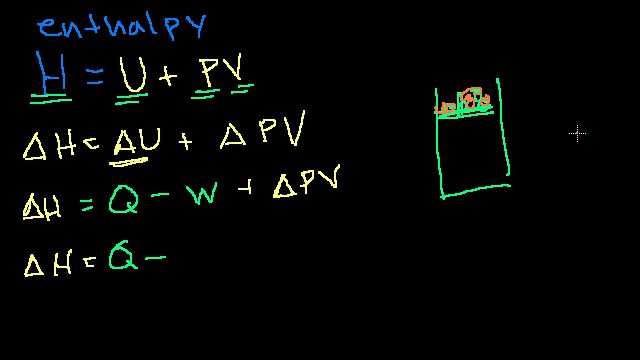 enthalpy
H = U + PV
ΔH = ΔU + ΔPV
ΔH = Q - W + ΔPV
ΔH = Q -